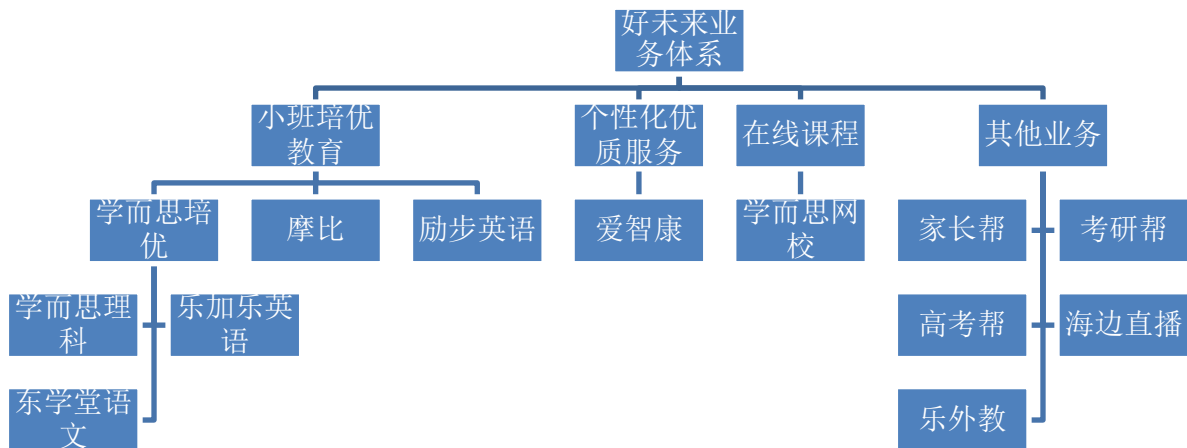 好未来业
务体系
小班培优
教育
个性化优
质服务
在线课程
其他业务
学而思培
优
摩比
励步英语
爱智康
学而思网
校
家长帮
考研帮
学而思理
科
乐加乐英
语
高考帮
海边直播
东学堂语
文
乐外教